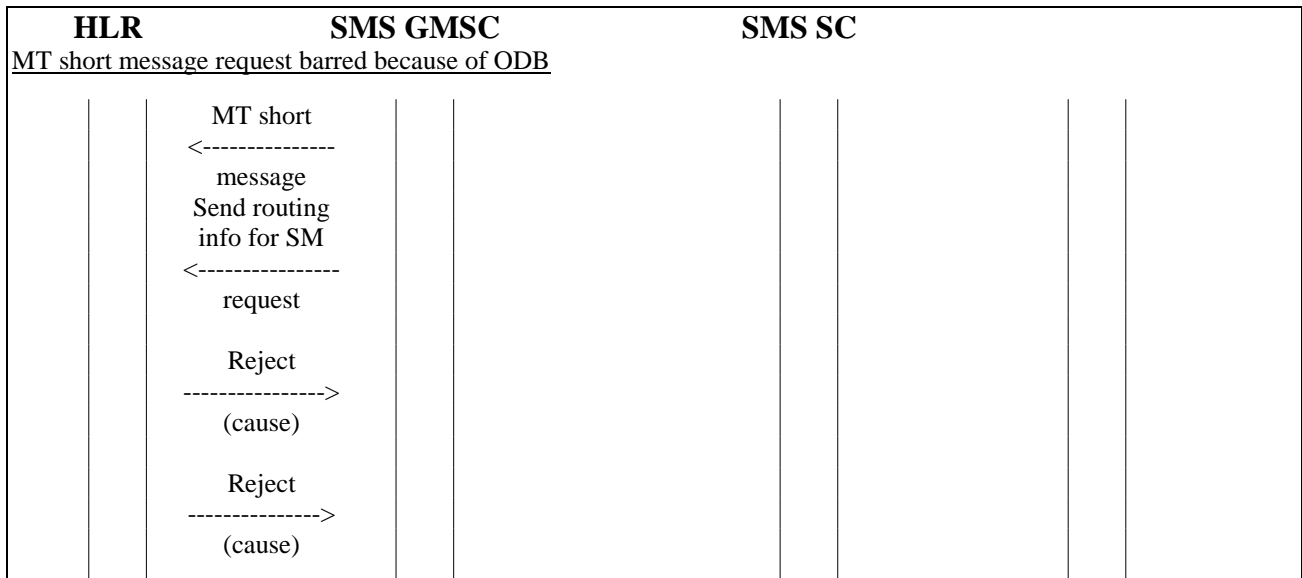 HLR SMS GMSC SMS SC
MT short message request barred because of ODB
MT short
<---------------
message
Send routing
info for SM
<----------------
request
Reject
---------------->
(cause)
Reject
--------------->
(cause)